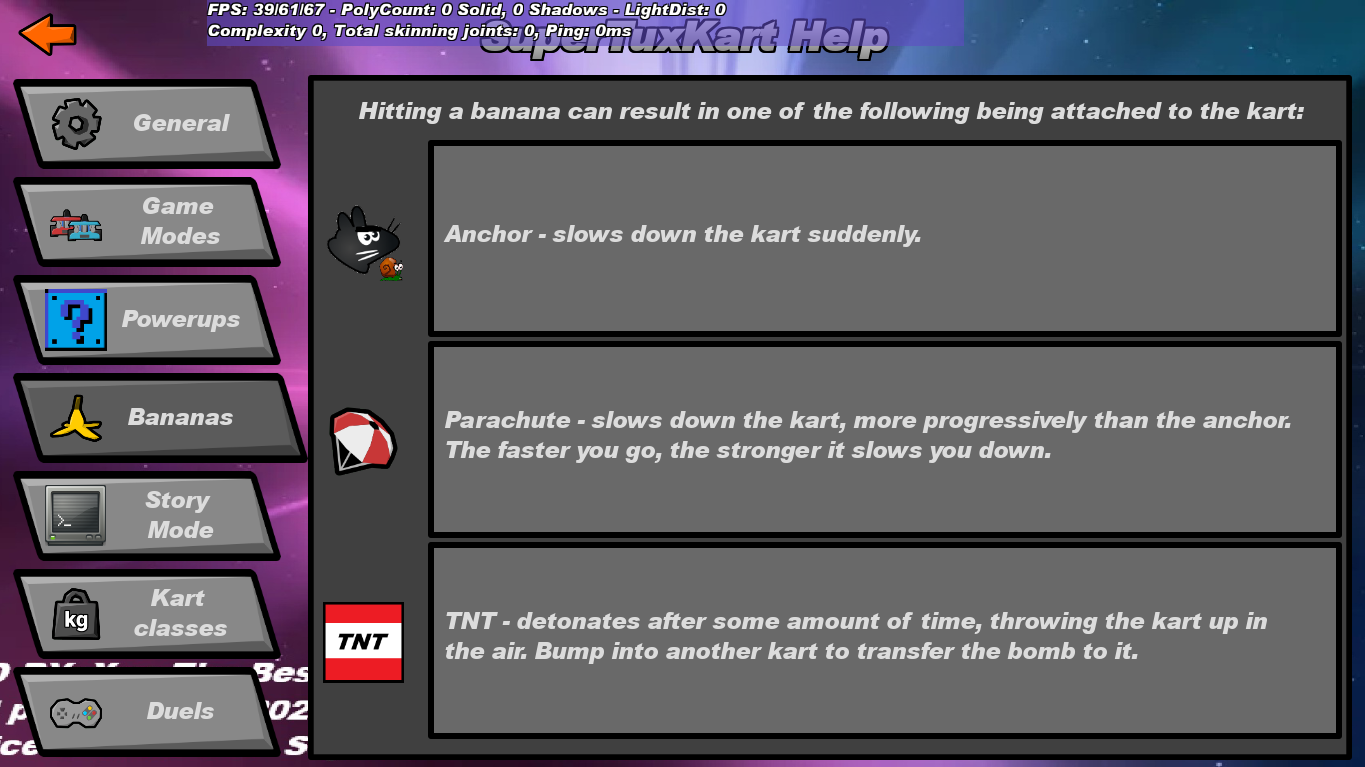 FPS: 39/61/67 - PolyCount: 0 Solid, 0 Shadows - LightDist: 0
Complexity 0, Total skinning joints: 0, Ping: 0ms
SuperTuxKart Help
General
Game
Modes
Powerups
Bananas
Story
Mode
Kart
classes
Duels
kg
Hitting a banana can result in one of the following being attached to the kart:
Anchor - slows down the kart suddenly.
Parachute - slows down the kart, more progressively than the anchor.
The faster you go, the stronger it slows you down.
TNT
TNT - detonates after some amount of time, throwing the kart up in
the air. Bump into another kart to transfer the bomb to it.